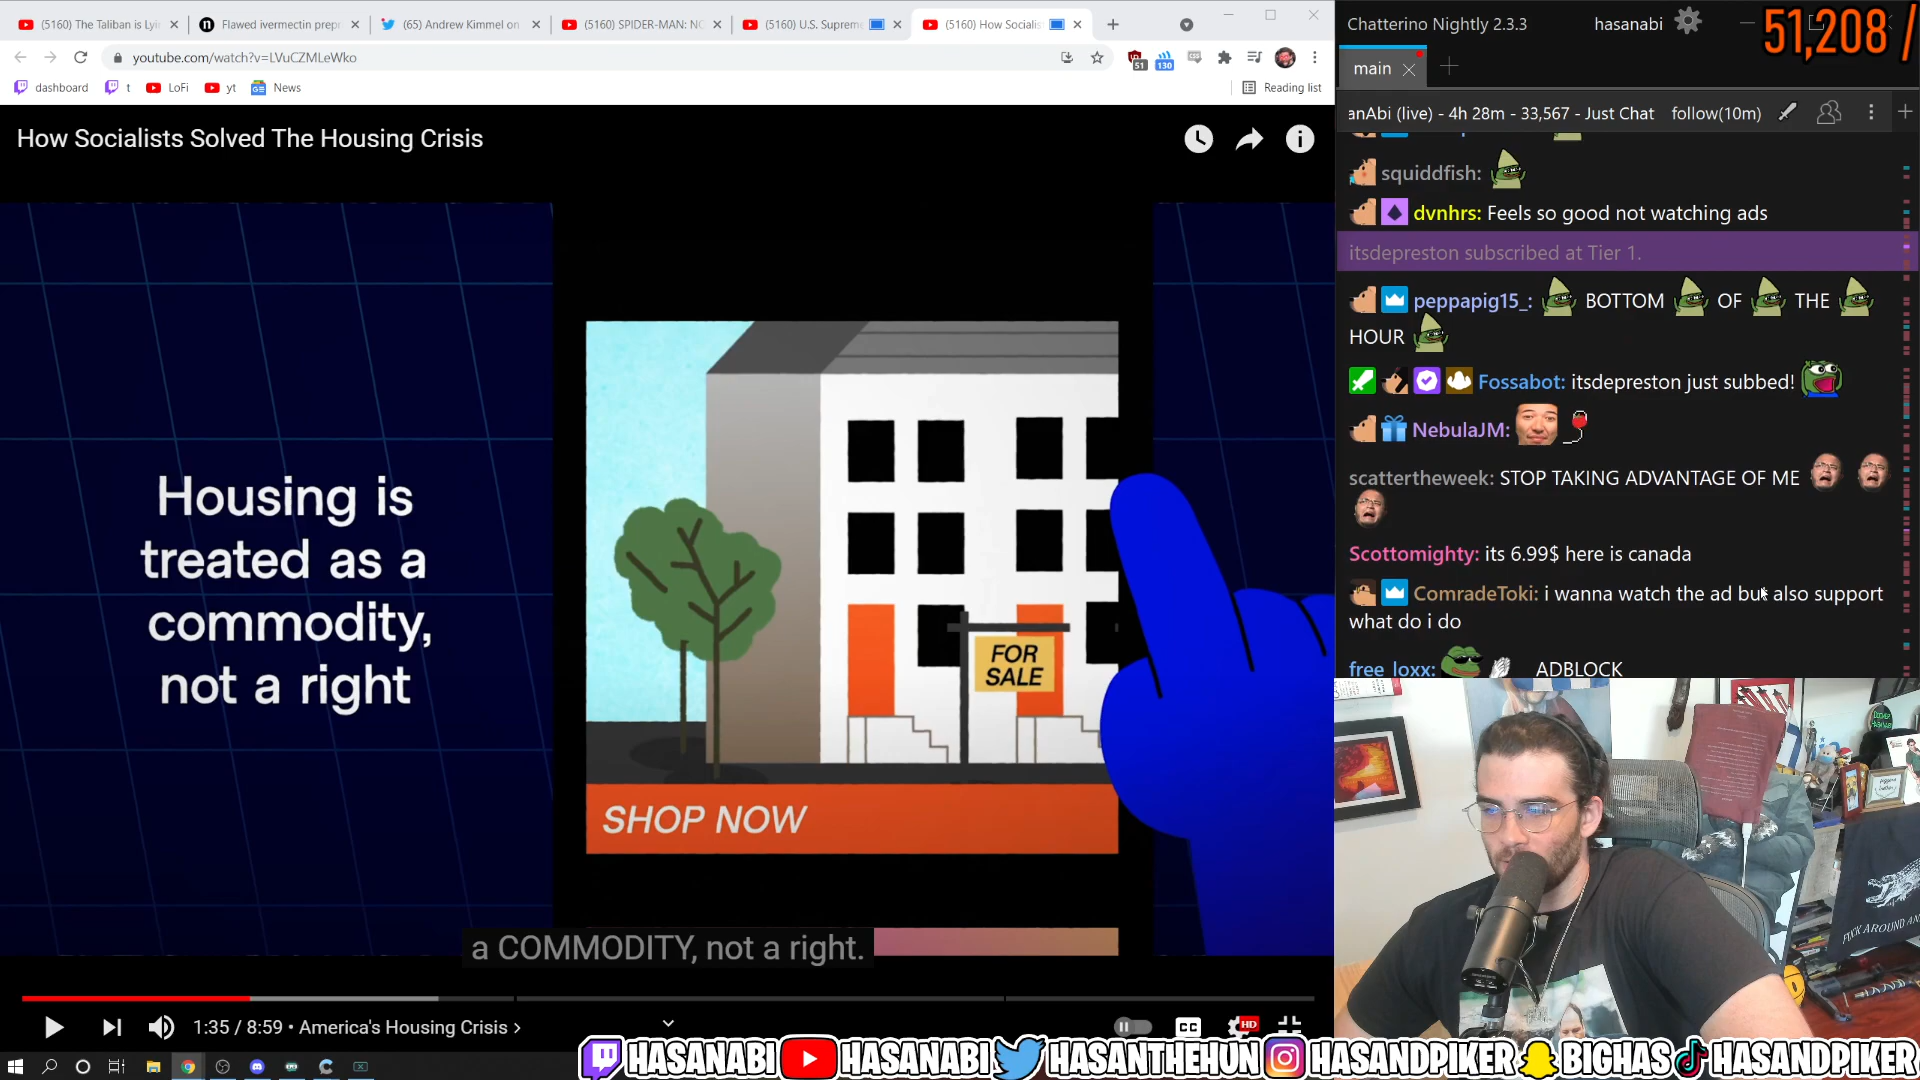 (5160) The Taliban is Lyi
Flawed ivermectin prepr
(65) Andrew Kimmel on
(5160) SPIDER-MAN: NO
(5160) U.S. Supreme
(5160) How Socialis
youtube.com/watch?v=LVuCZMLeWko
51
130
dashboard
t
LoFi
yt
News
Reading list
How Socialists Solved The Housing Crisis
Housing is
treated as a
commodity,
not a right
FOR
SALE
SHOP NOW
a COMMODITY, not a right.
1:35 / 8:59 • America's Housing Crisis >
CC
HD
Chatterino Nightly 2.3.3
hasanabi
51,208 /
main
anAbi (live) - 4h 28m - 33,567 - Just Chat
follow(10m)
squiddfish:
dvnhrs: Feels so good not watching ads
itsdepreston subscribed at Tier 1.
peppapig15_: BOTTOM OF THE
HOUR
Fossabot: itsdepreston just subbed!
NebulaJM:
scattertheweek: STOP TAKING ADVANTAGE OF ME
Scottomighty: its 6.99$ here is canada
ComradeToki: i wanna watch the ad but also support
what do i do
free_loxx: ADBLOCK
HASANABI HASANABI HASANTHEHUN HASANDPIKER BIGHAS HASANDPIKER